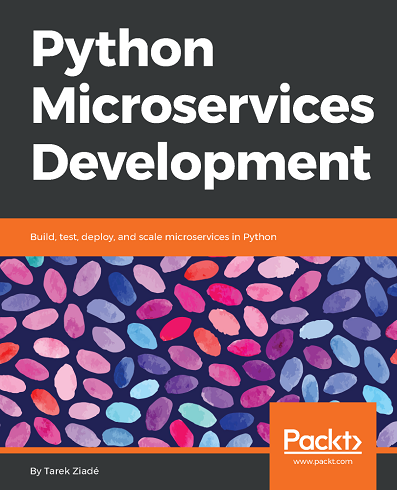 Python
Microservices
Development
Build, test, deploy, and scale microservices in Python
Packt>
www.packt.com
By Tarek Ziadé